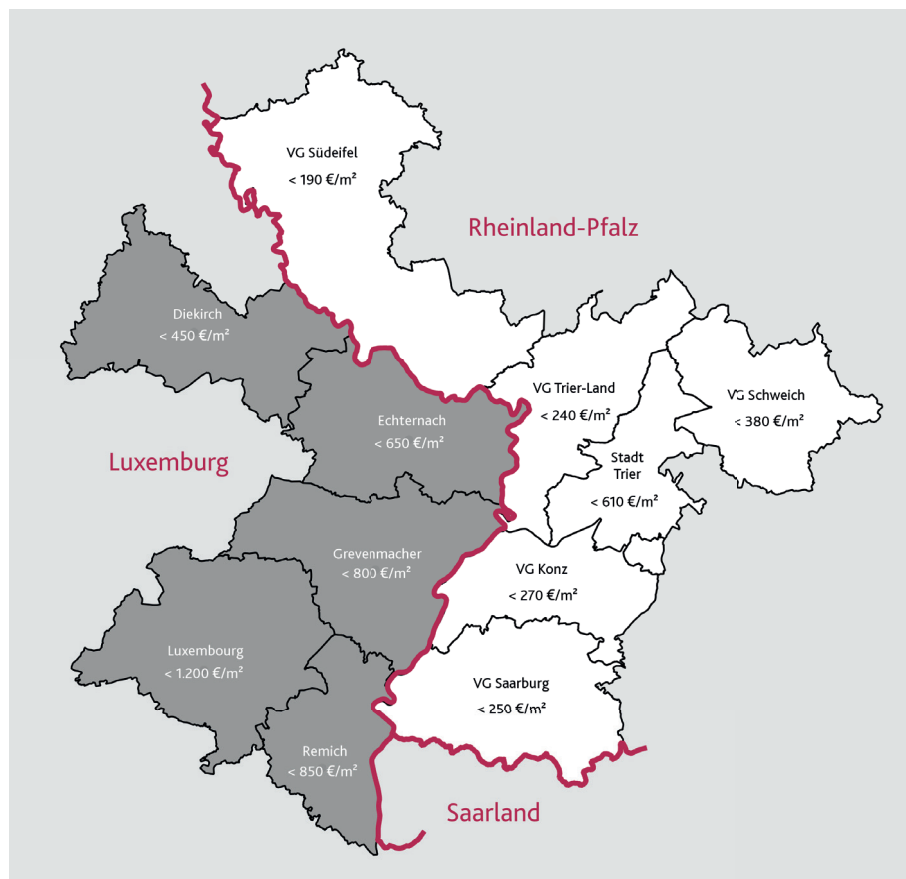 VG Südeifel
< 190 €/m²
Rheinland-Pfalz
Diekirch
< 450 €/m²
VG Trier-Land
< 240 €/m²
VG Schweich
< 380 €/m²
Echternach
< 650 €/m²
Luxemburg
Stadt
Trier
< 610 €/m²
Grevenmacher
< 800 €/m²
VG Konz
< 270 €/m²
Luxembourg
< 1.200 €/m²
VG Saarburg
< 250 €/m²
Remich
< 850 €/m²
Saarland